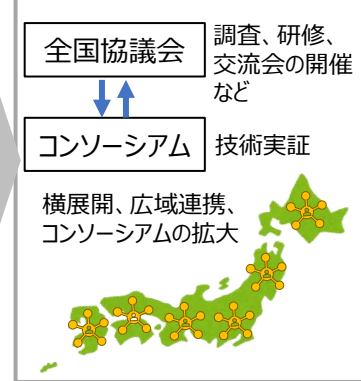 全国協議会
調査、研修、
交流会の開催
など
コンソーシアム
技術実証
横展開、広域連携、
コンソーシアムの拡大